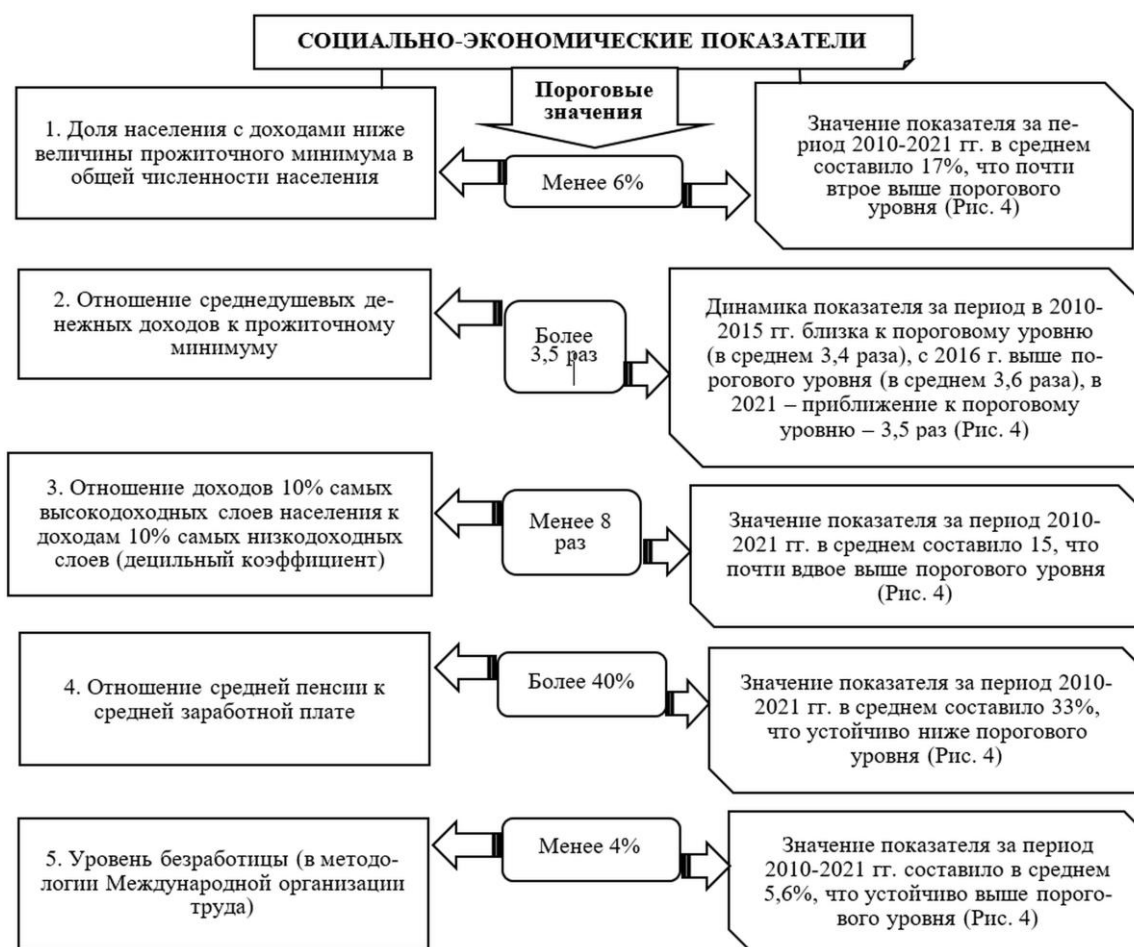 СОЦИАЛЬНО-ЭКОНОМИЧЕСКИЕ ПОКАЗАТЕЛИ
Пороговые
значения
1. Доля населения с доходами ниже
величины прожиточного минимума в
общей численности населения
Менее 6%
Значение показателя за пе-
риод 2010-2021 гг. в среднем
составило 17%, что почти
втрое выше порогового
уровня (Рис. 4)
2. Отношение среднедушевых де-
нежных доходов к прожиточному
минимуму
Более
3,5 раз
Динамика показателя за период в 2010-
2015 гг. близка к пороговому уровню
(в среднем 3,4 раза), с 2016 г. выше по-
рогового уровня (в среднем 3,6 раза), в
2021 – приближение к пороговому
уровню – 3,5 раз (Рис. 4)
3. Отношение доходов 10% самых
высокодоходных слоев населения к
доходам 10% самых низкодоходных
слоев (децильный коэффициент)
Менее 8
раз
Значение показателя за период 2010-
2021 гг. в среднем составило 15, что
почти вдвое выше порогового уровня
(Рис. 4)
4. Отношение средней пенсии к
средней заработной плате
Более 40%
Значение показателя за период 2010-
2021 гг. в среднем составило 33%,
что устойчиво ниже порогового
уровня (Рис. 4)
5. Уровень безработицы (в методо-
логии Международной организации
труда)
Менее 4%
Значение показателя за период
2010-2021 гг. составило в среднем
5,6%, что устойчиво выше порого-
вого уровня (Рис. 4)